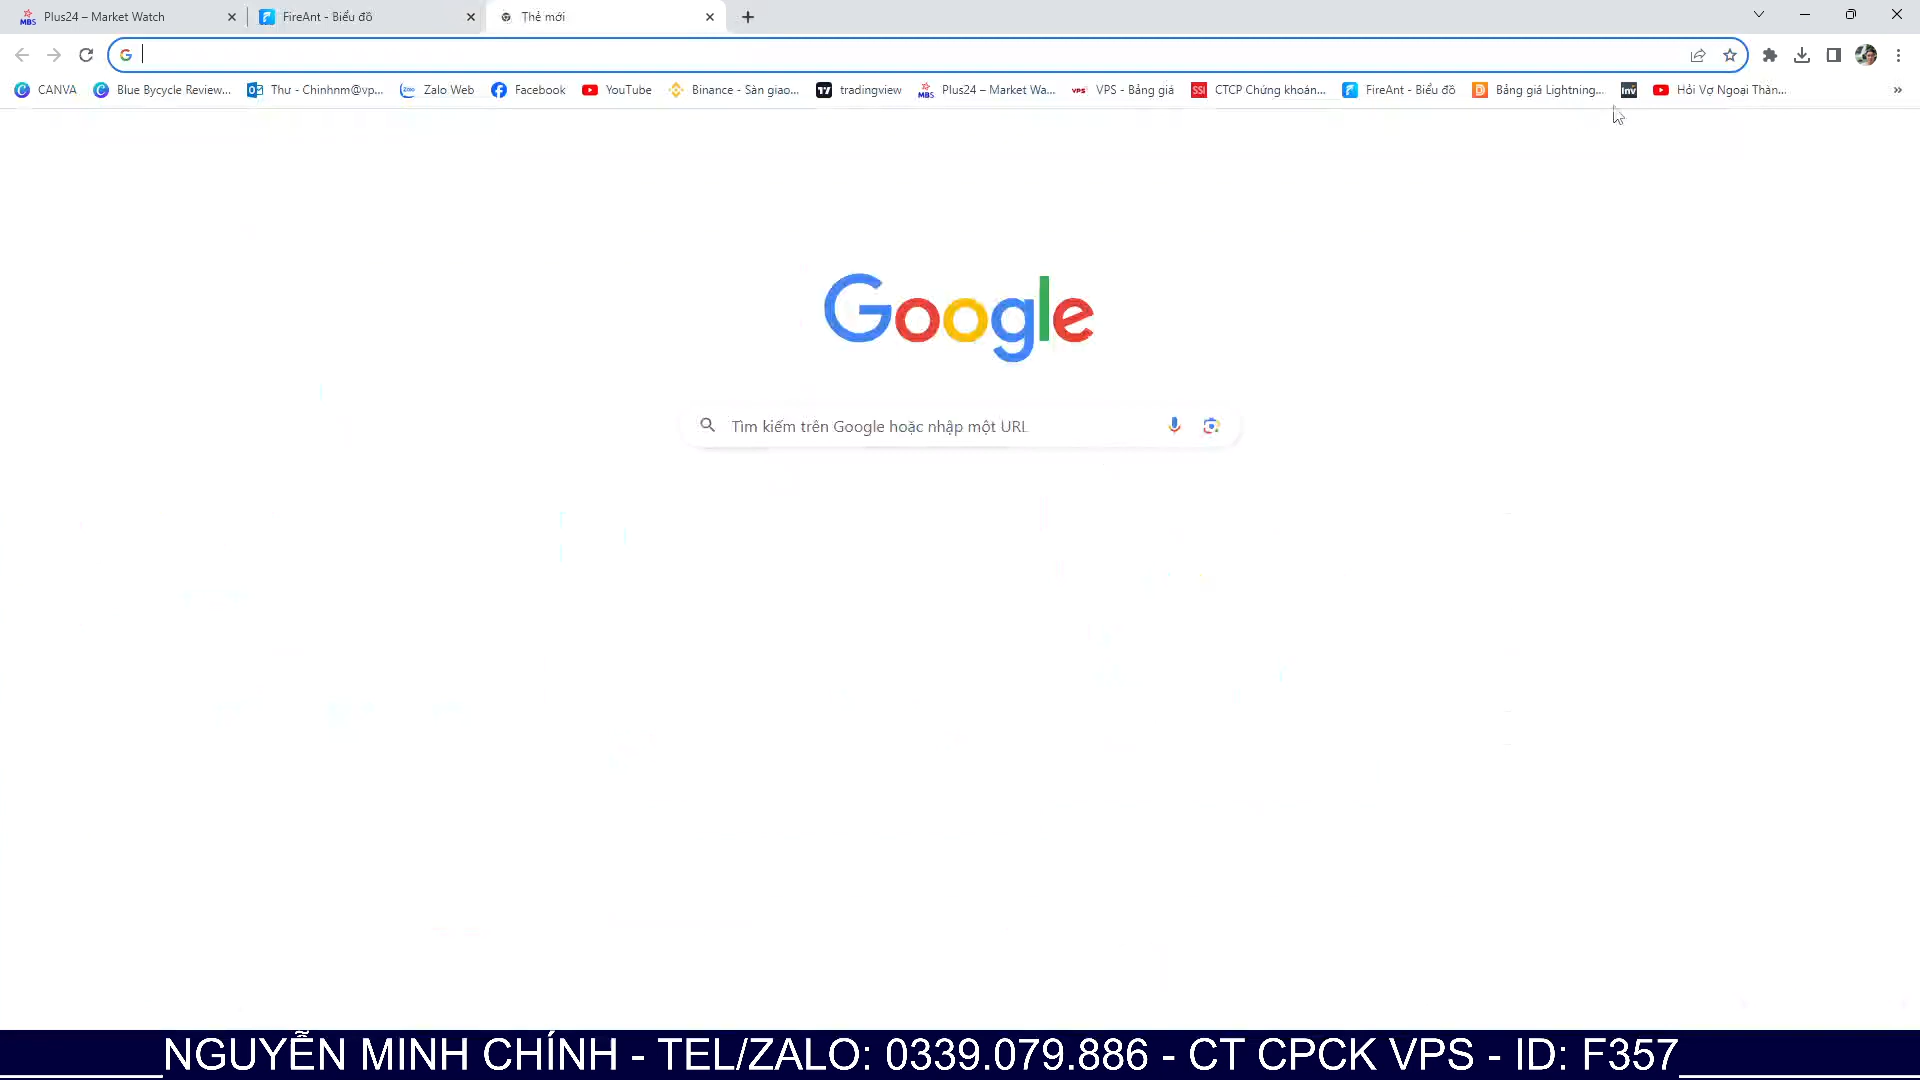 Plus24 – Market Watch
FireAnt - Biểu đồ
Thẻ mới
CANVA
Blue Bycycle Review...
Thư - Chinhnm@vp...
Zalo Web
Facebook
YouTube
Binance - Sàn giao...
tradingview
Plus24 – Market Wa...
VPS - Bảng giá
CTCP Chứng khoán...
FireAnt - Biểu đồ
Bảng giá Lightning...
Inv
Hỏi Vợ Ngoại Thàn...
Google
Tìm kiếm trên Google hoặc nhập một URL
NGUYỄN MINH CHÍNH - TEL/ZALO: 0339.079.886 - CT CPCK VPS - ID: F357